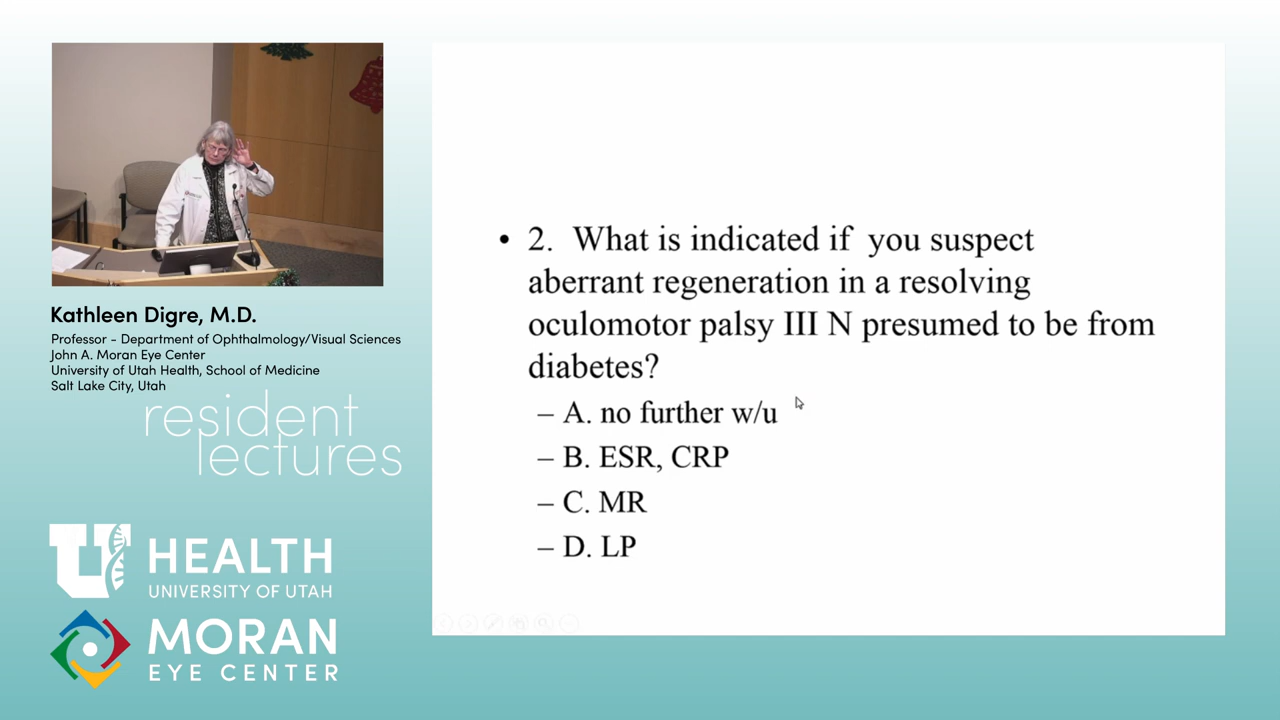 Kathleen Digre, M.D.
Professor - Department of Ophthalmology/Visual Sciences
John A. Moran Eye Center
University of Utah Health, School of Medicine
Salt Lake City, Utah
resident
lectures
U HEALTH
UNIVERSITY OF UTAH
MORAN
EYE CENTER
• 2. What is indicated if you suspect
aberrant regeneration in a resolving
oculomotor palsy III N presumed to be from
diabetes?
– A. no further w/u
– B. ESR, CRP
– C. MR
– D. LP